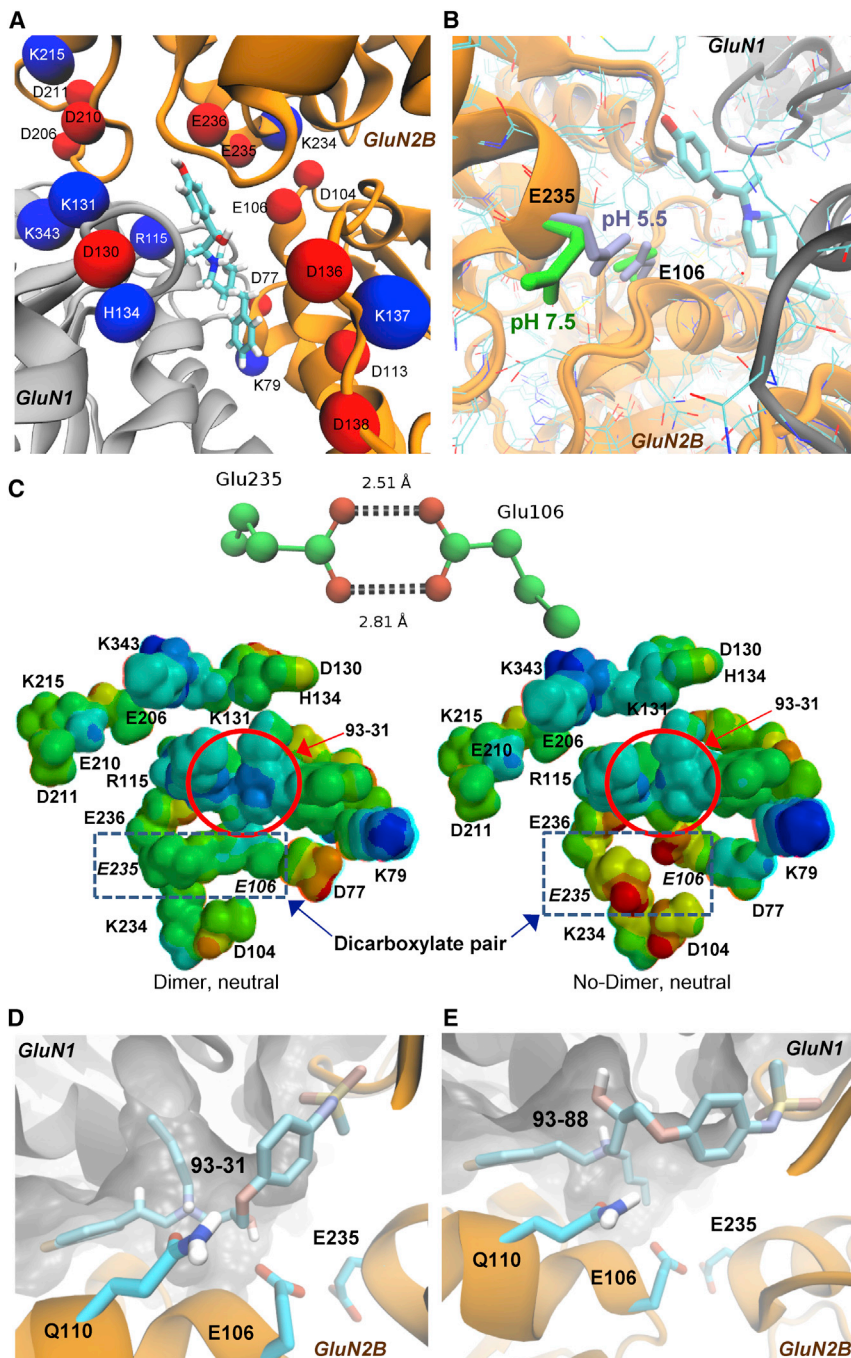 A
K215
D211
D210
D206
E236
E235
K234
GluN2B
K131
K343
R115
D130
H134
E106
D104
D77
D136
K137
K79
D113
D138
GluN1
B
GluN1
E235
pH 5.5
E106
pH 7.5
GluN2B
C
Glu235
2.51 Å
Glu106
2.81 Å
K343
D130
H134
K215
E206
K131
93-31
E210
R115
D211
E236
E235
E106
D77
K79
K234
D104
Dimer, neutral
Dicarboxylate pair
K343
D130
H134
K131
K215
E210
E206
93-31
R115
D211
E236
E235
E106
K79
D77
K234
D104
No-Dimer, neutral
D
GluN1
93-31
E235
Q110
E106
GluN2B
E
GluN1
93-88
E235
Q110
E106
GluN2B